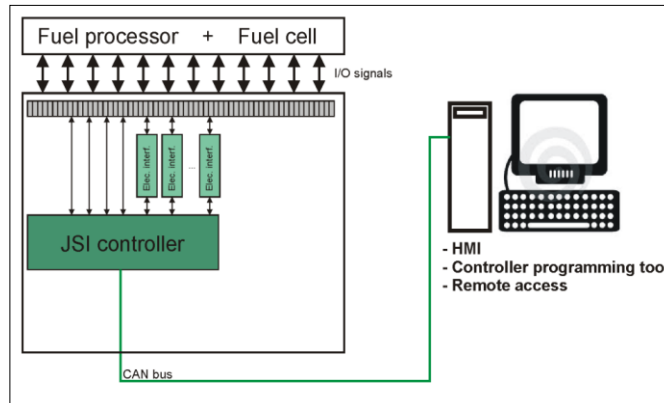 Fuel processor + Fuel cell
I/O signals
Elec. interf.
Elec. interf.
...
Elec. interf.
JSI controller
CAN bus
- HMI
- Controller programming tool
- Remote access